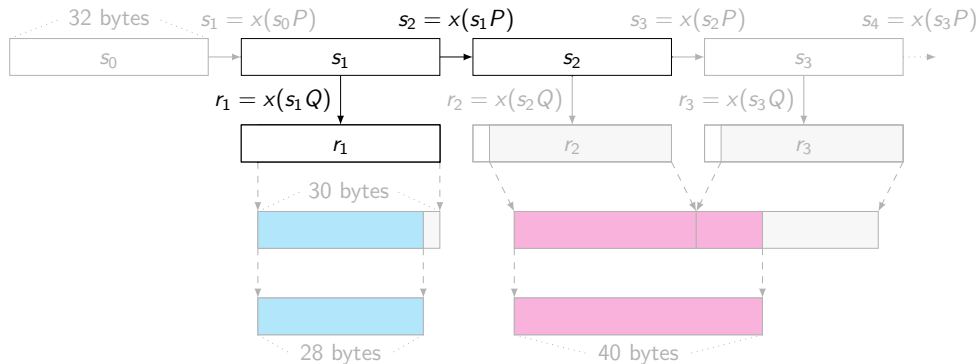 32 bytes
s₁ = x(s₀P)
s₂ = x(s₁P)
s₃ = x(s₂P)
s₄ = x(s₃P)
s₀
s₁
s₂
s₃
r₁ = x(s₁Q)
r₂ = x(s₂Q)
r₃ = x(s₃Q)
r₁
r₂
r₃
30 bytes
28 bytes
40 bytes